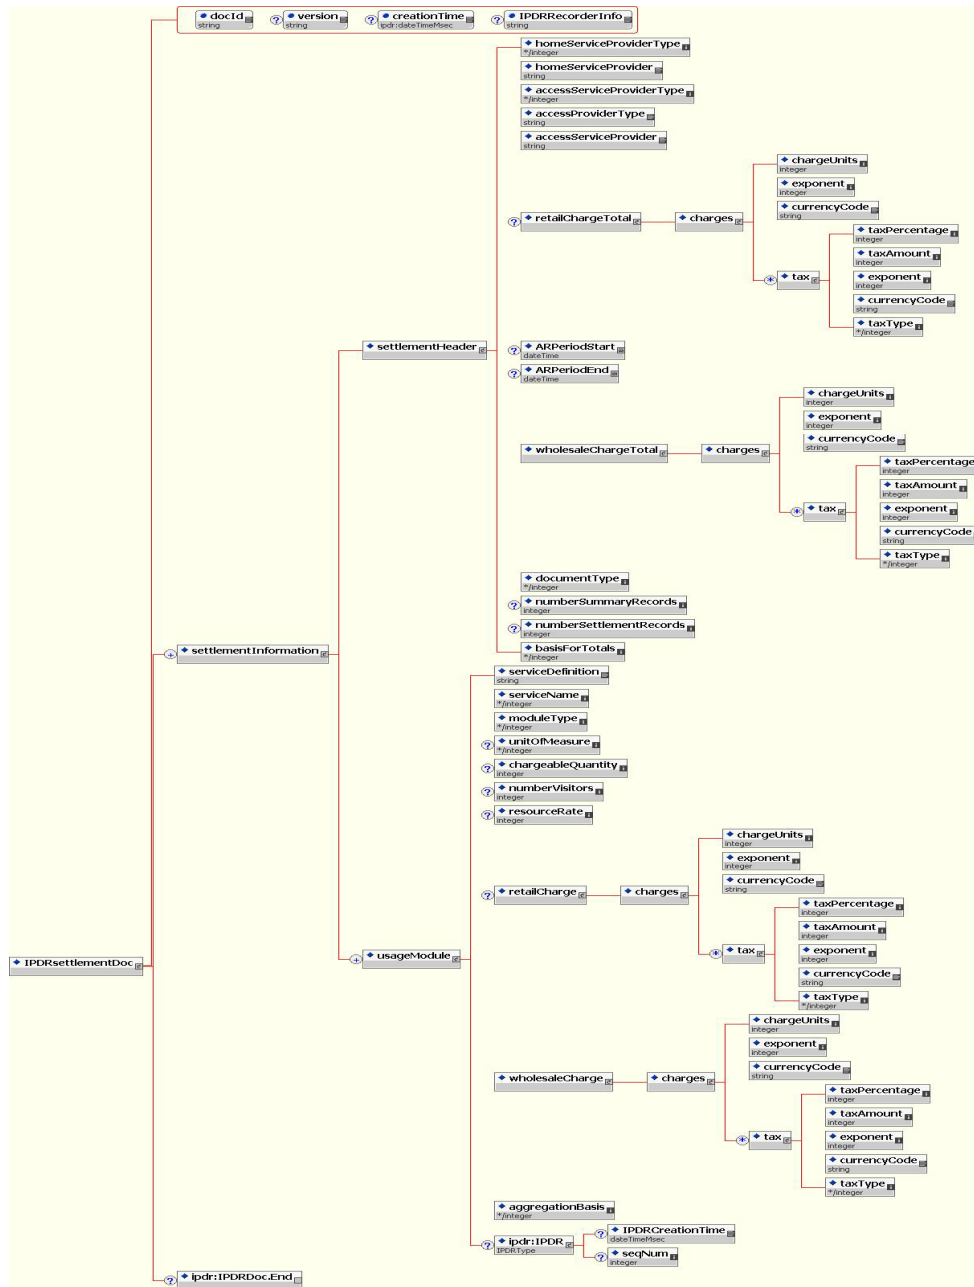 docId
string
? version
string
? creationTime
ipdr:dateTimeMsec
? IPDRRecorderInfo
string
homeServiceProviderType
*/integer
homeServiceProvider
string
accessServiceProviderType
*/integer
accessProviderType
string
accessServiceProvider
string
chargeUnits
integer
exponent
integer
currencyCode
string
? retailChargeTotal
charges
taxPercentage
integer
taxAmount
integer
* tax
exponent
integer
currencyCode
string
taxType
*/integer
settlementHeader
? ARPeriodStart
dateTime
? ARPeriodEnd
dateTime
chargeUnits
integer
exponent
integer
currencyCode
string
wholesaleChargeTotal
charges
taxPercentage
integer
taxAmount
integer
* tax
exponent
integer
currencyCode
string
taxType
*/integer
documentType
*/integer
? numberSummaryRecords
integer
? numberSettlementRecords
integer
basisForTotals
*/integer
+ settlementInformation
serviceDefinition
string
serviceName
*/integer
moduleType
*/integer
? unitOfMeasure
*/integer
? chargeableQuantity
integer
? numberVisitors
integer
? resourceRate
integer
chargeUnits
integer
exponent
integer
currencyCode
string
? retailCharge
charges
taxPercentage
integer
taxAmount
integer
* tax
exponent
integer
currencyCode
string
taxType
*/integer
+ usageModule
IPDRsettlementDoc
chargeUnits
integer
exponent
integer
currencyCode
string
wholesaleCharge
charges
taxPercentage
integer
taxAmount
integer
* tax
exponent
integer
currencyCode
string
taxType
*/integer
aggregationBasis
*/integer
? ipdr:IPDR
IPDRType
? IPDRCreationTime
dateTimeMsec
? seqNum
integer
? ipdr:IPDRDoc.End